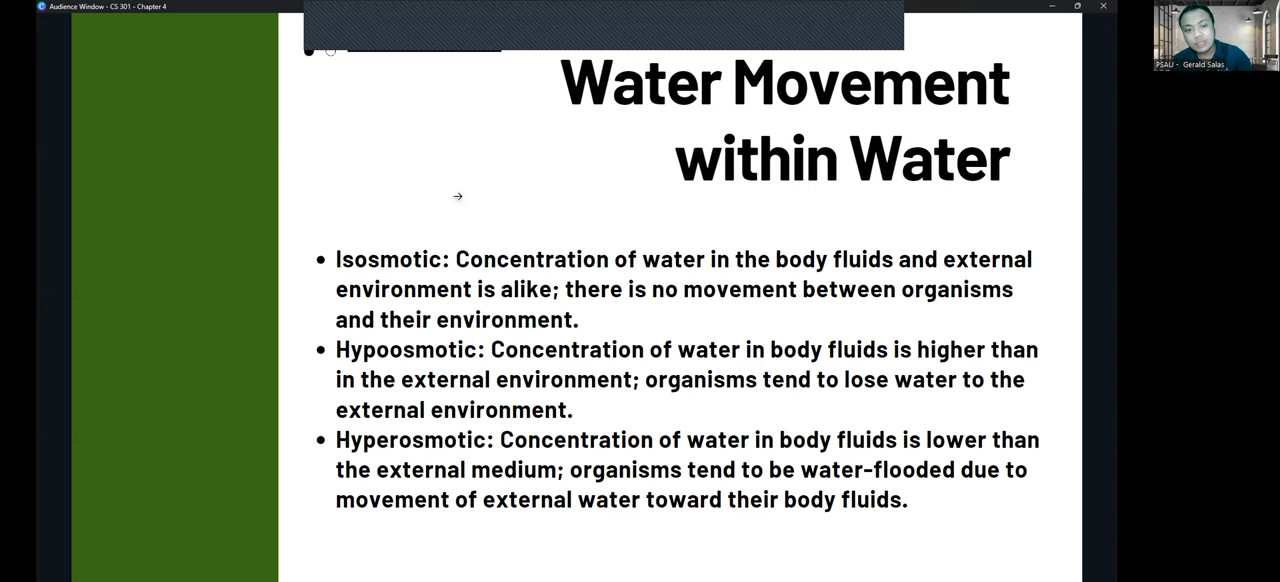 Audience Window - CS 301 - Chapter 4
PSAU - Gerald Salas
Water Movement
within Water
• Isosmotic: Concentration of water in the body fluids and external
environment is alike; there is no movement between organisms
and their environment.
• Hypoosmotic: Concentration of water in body fluids is higher than
in the external environment; organisms tend to lose water to the
external environment.
• Hyperosmotic: Concentration of water in body fluids is lower than
the external medium; organisms tend to be water-flooded due to
movement of external water toward their body fluids.